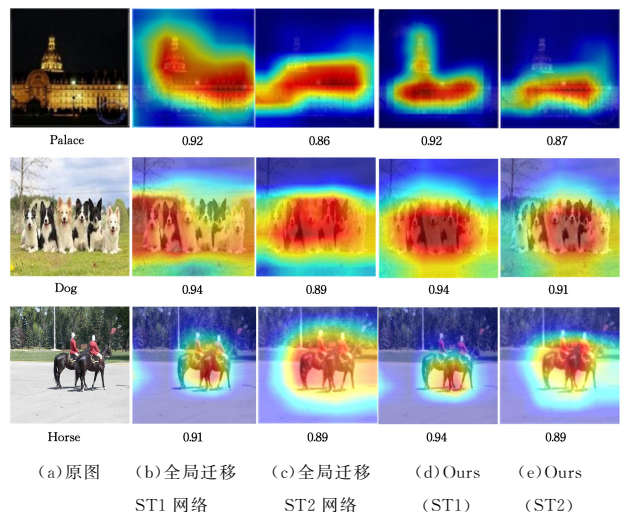 Palace 0.92 0.86 0.92 0.87
Dog 0.94 0.89 0.94 0.91
Horse 0.91 0.89 0.94 0.89
(a)原图 (b)全局迁移 (c)全局迁移 (d)Ours (e)Ours
ST1 网络 ST2 网络 (ST1) (ST2)